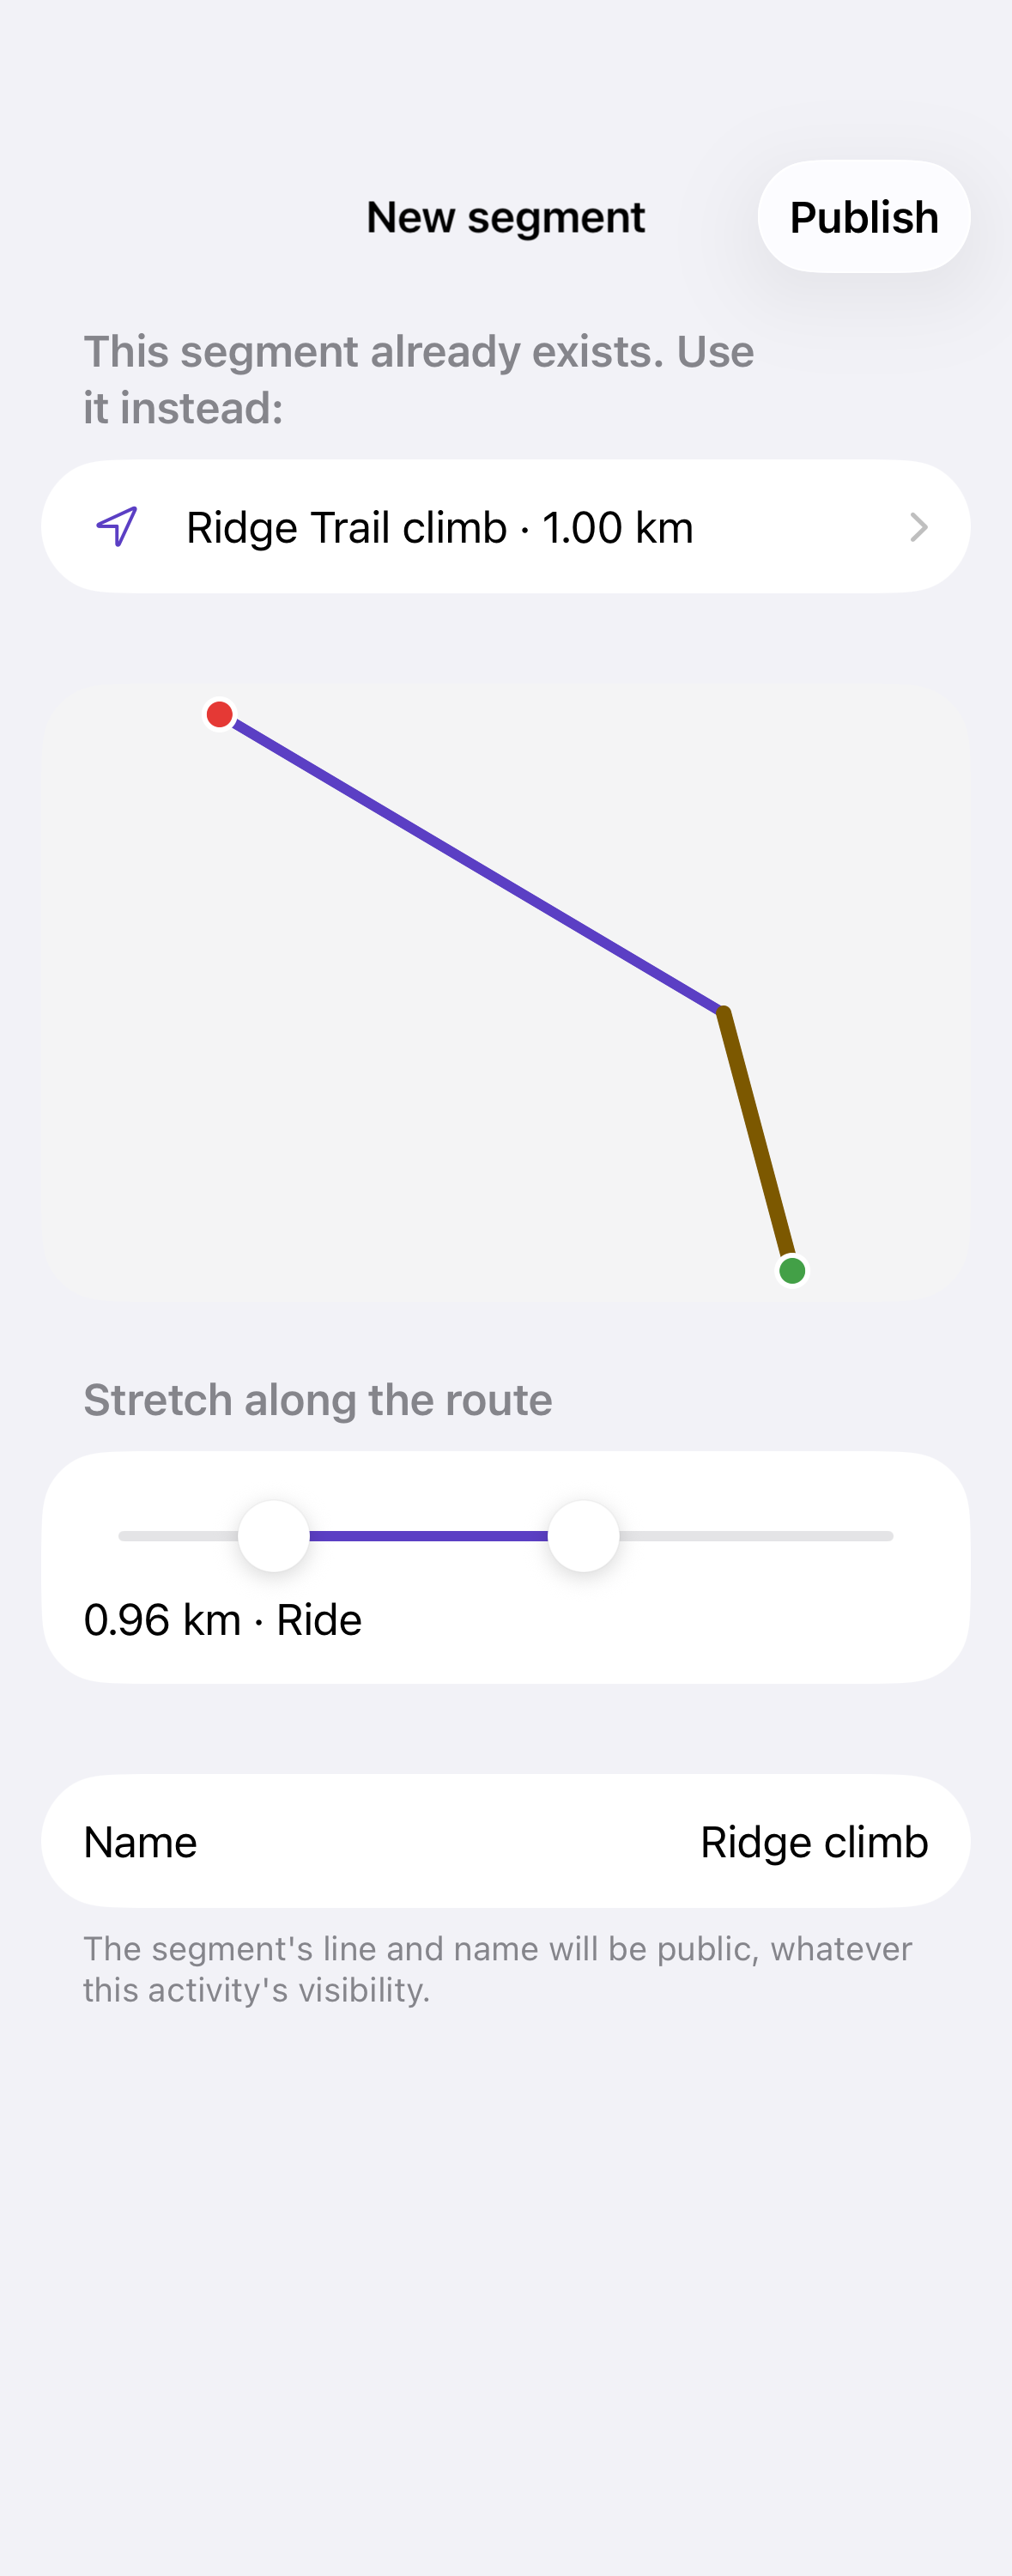 New segment
Publish
This segment already exists. Use
it instead:
Ridge Trail climb · 1.00 km
Stretch along the route
0.96 km · Ride
Name
Ridge climb
The segment's line and name will be public, whatever
this activity's visibility.